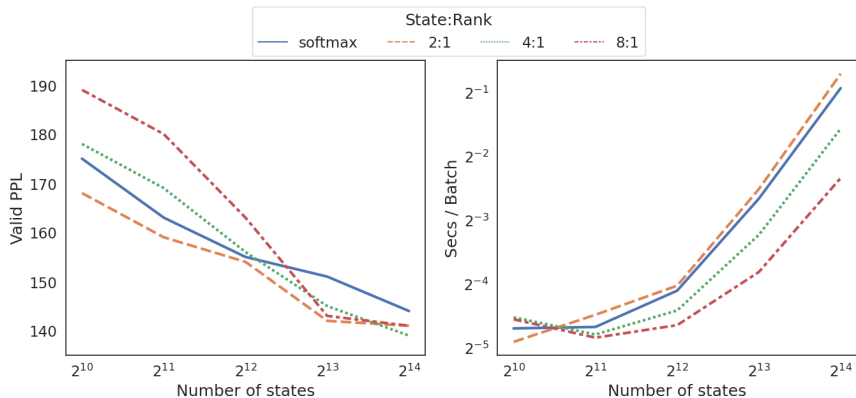 State:Rank
softmax 2:1 4:1 8:1
Valid PPL
190
180
170
160
150
140
2^10 2^11 2^12 2^13 2^14
Number of states
Secs / Batch
2^-1
2^-2
2^-3
2^-4
2^-5
2^10 2^11 2^12 2^13 2^14
Number of states